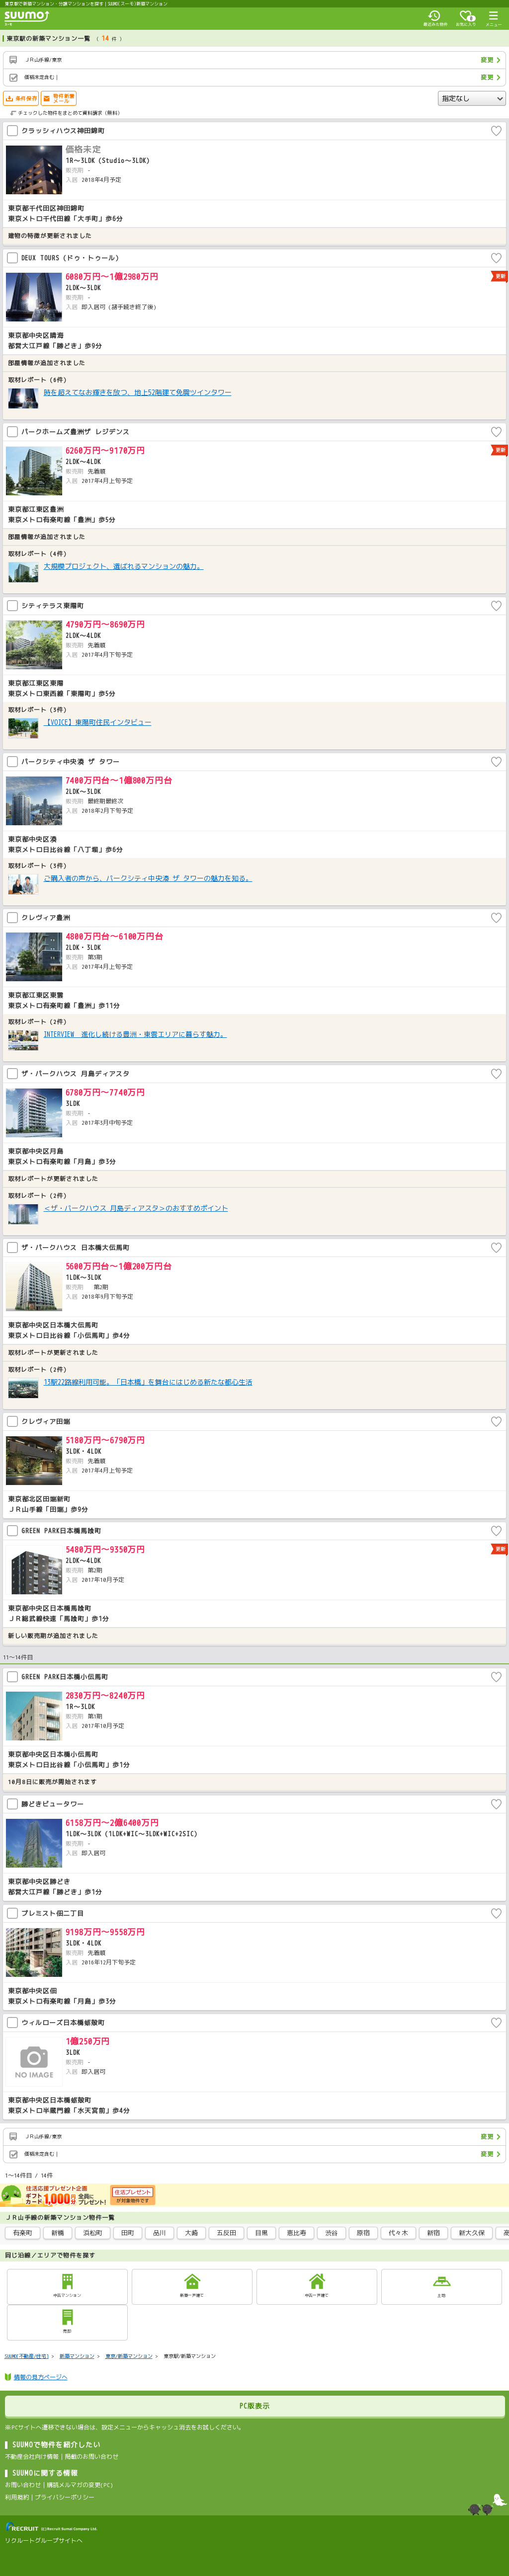 東京駅で新築マンション・分譲マンションを探す | SUUMO(スーモ)新築マンション
SUUMO
最近みた物件 お気に入り メニュー
東京駅の新築マンション一覧 （ 14 件 ）
ＪＲ山手線/東京 変更
価格未定含む | 変更
条件保存 物件新着メール 指定なし
チェックした物件をまとめて資料請求（無料）
クラッシィハウス神田錦町
価格未定
1R～3LDK (Studio～3LDK)
販売期 -
入居 2018年4月予定
東京都千代田区神田錦町
東京メトロ千代田線「大手町」歩6分
建物の特徴が更新されました
DEUX TOURS（ドゥ・トゥール）
6080万円～1億2980万円
更新
2LDK～3LDK
販売期 -
入居 即入居可 (諸手続き終了後)
東京都中央区晴海
都営大江戸線「勝どき」歩9分
部屋情報が追加されました
取材レポート (8件)
時を超えてなお輝きを放つ、地上52階建て免震ツインタワー
パークホームズ豊洲ザ レジデンス
6260万円～9170万円
更新
2LDK～4LDK
販売期 先着順
入居 2017年4月上旬予定
東京都江東区豊洲
東京メトロ有楽町線「豊洲」歩5分
部屋情報が追加されました
取材レポート (4件)
大規模プロジェクト、選ばれるマンションの魅力。
シティテラス東陽町
4790万円～8690万円
2LDK～4LDK
販売期 先着順
入居 2017年4月下旬予定
東京都江東区東陽
東京メトロ東西線「東陽町」歩5分
取材レポート (3件)
【VOICE】東陽町住民インタビュー
パークシティ中央湊 ザ タワー
7400万円台～1億800万円台
2LDK～3LDK
販売期 最終期最終次
入居 2018年2月下旬予定
東京都中央区湊
東京メトロ日比谷線「八丁堀」歩6分
取材レポート (3件)
ご購入者の声から、パークシティ中央湊 ザ タワーの魅力を知る。
クレヴィア豊洲
4800万円台～6100万円台
2LDK・3LDK
販売期 第3期
入居 2017年4月上旬予定
東京都江東区東雲
東京メトロ有楽町線「豊洲」歩11分
取材レポート (2件)
INTERVIEW 進化し続ける豊洲・東雲エリアに暮らす魅力。
ザ・パークハウス 月島ディアスタ
6780万円～7740万円
3LDK
販売期 -
入居 2017年3月中旬予定
東京都中央区月島
東京メトロ有楽町線「月島」歩3分
レポートが更新されました
取材レポート (2件)
＜ザ・パークハウス 月島ディアスタ＞のおすすめポイント
ザ・パークハウス 日本橋大伝馬町
5600万円台～1億200万円台
1LDK～3LDK
販売期 第2期
入居 2018年9月下旬予定
東京都中央区日本橋大伝馬町
東京メトロ日比谷線「小伝馬町」歩4分
レポートが更新されました
取材レポート (2件)
13駅22路線利用可能。「日本橋」を舞台にはじめる新たな都心生活
クレヴィア田端
5180万円～6790万円
3LDK・4LDK
販売期 先着順
入居 2017年4月上旬予定
東京都北区田端新町
ＪＲ山手線「田端」歩9分
GREEN PARK日本橋馬喰町
5480万円～9350万円
更新
2LDK～4LDK
販売期 第2期
入居 2017年10月予定
東京都中央区日本橋馬喰町
ＪＲ総武線快速「馬喰町」歩1分
新しい販売期が追加されました
11～14件目
GREEN PARK日本橋小伝馬町
2830万円～8240万円
1R～3LDK
販売期 第1期
入居 2017年10月予定
東京都中央区日本橋小伝馬町
東京メトロ日比谷線「小伝馬町」歩1分
10月8日に販売が開始されます
勝どきビュータワー
6158万円～2億6400万円
1LDK～3LDK (1LDK+WIC～3LDK+WIC+2SIC)
販売期 -
入居 即入居可
東京都中央区勝どき
都営大江戸線「勝どき」歩1分
プレミスト佃二丁目
9198万円～9558万円
3LDK・4LDK
販売期 先着順
入居 2016年12月下旬予定
東京都中央区佃
東京メトロ有楽町線「月島」歩3分
ウィルローズ日本橋蛎殻町
1億250万円
3LDK
販売期 -
入居 即入居可
NO IMAGE
東京都中央区日本橋蛎殻町
東京メトロ半蔵門線「水天宮前」歩4分
ＪＲ山手線/東京 変更
価格未定含む | 変更
1～14件目 / 14件
住活応援プレゼント企画
ギフトカード 1,000円分 全員にプレゼント!
住活プレゼント が対象物件です
ＪＲ山手線の新築マンション物件一覧
有楽町 新橋 浜松町 田町 品川 大崎 五反田 目黒 恵比寿 渋谷 原宿 代々木 新宿 新大久保 高
同じ沿線／エリアで物件を探す
中古マンション 新築一戸建て 中古一戸建て 土地
売却
SUUMO(不動産/住宅) > 新築マンション > 東京/新築マンション > 東京駅/新築マンション
情報の見方ページへ
PC版表示
※PCサイトへ遷移できない場合は、設定メニューからキャッシュ消去をお試しください。
SUUMOで物件を紹介したい
不動産会社向け情報 | 掲載のお問い合わせ
SUUMOに関する情報
お問い合わせ | 購読メルマガの変更(PC)
利用規約 | プライバシーポリシー
RECRUIT (C)Recruit Sumai Company Ltd.
リクルートグループサイトへ